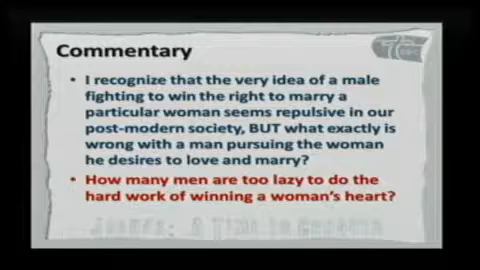 Commentary
• I recognize that the very idea of a male
fighting to win the right to marry a
particular woman seems repulsive in our
post-modern society, BUT what exactly is
wrong with a man pursuing the woman
he desires to love and marry?
• How many men are too lazy to do the
hard work of winning a woman's heart?